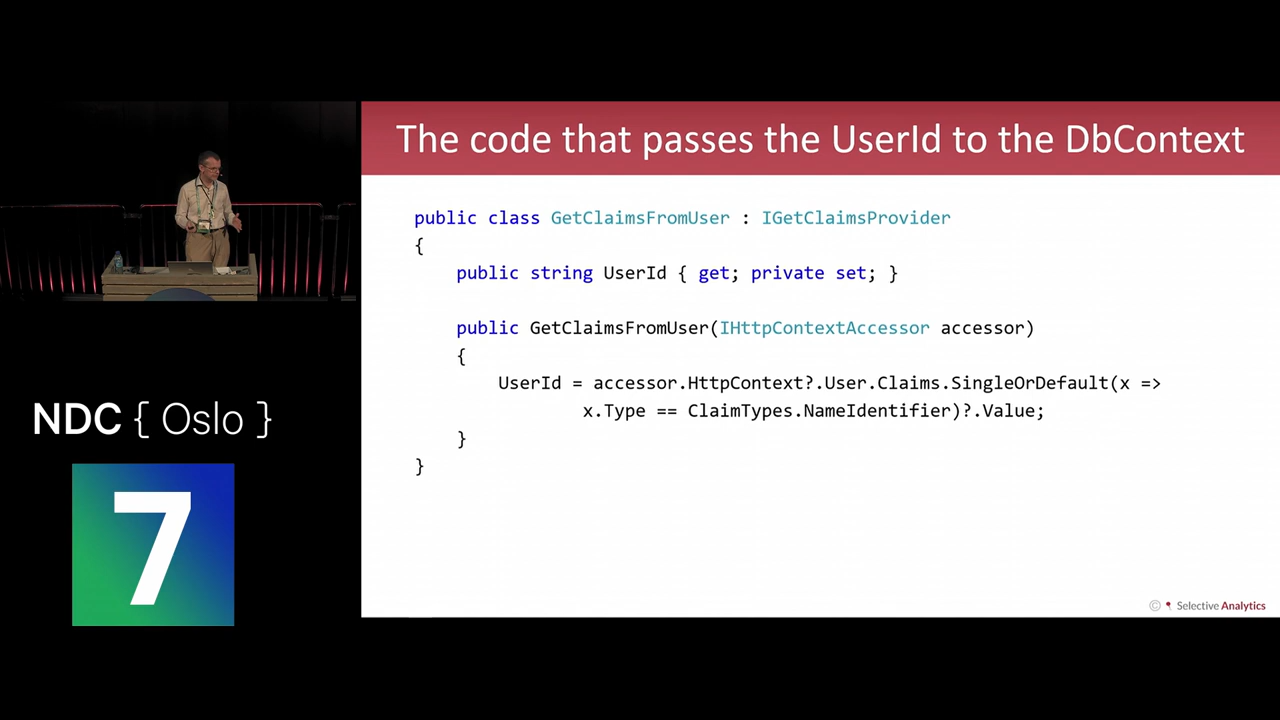 The code that passes the UserId to the DbContext
public class GetClaimsFromUser : IGetClaimsProvider
{
public string UserId { get; private set; }
public GetClaimsFromUser(IHttpContextAccessor accessor)
{
UserId = accessor.HttpContext?.User.Claims.SingleOrDefault(x =>
x.Type == ClaimTypes.NameIdentifier)?.Value;
}
}
NDC { Oslo }
7
© Selective Analytics